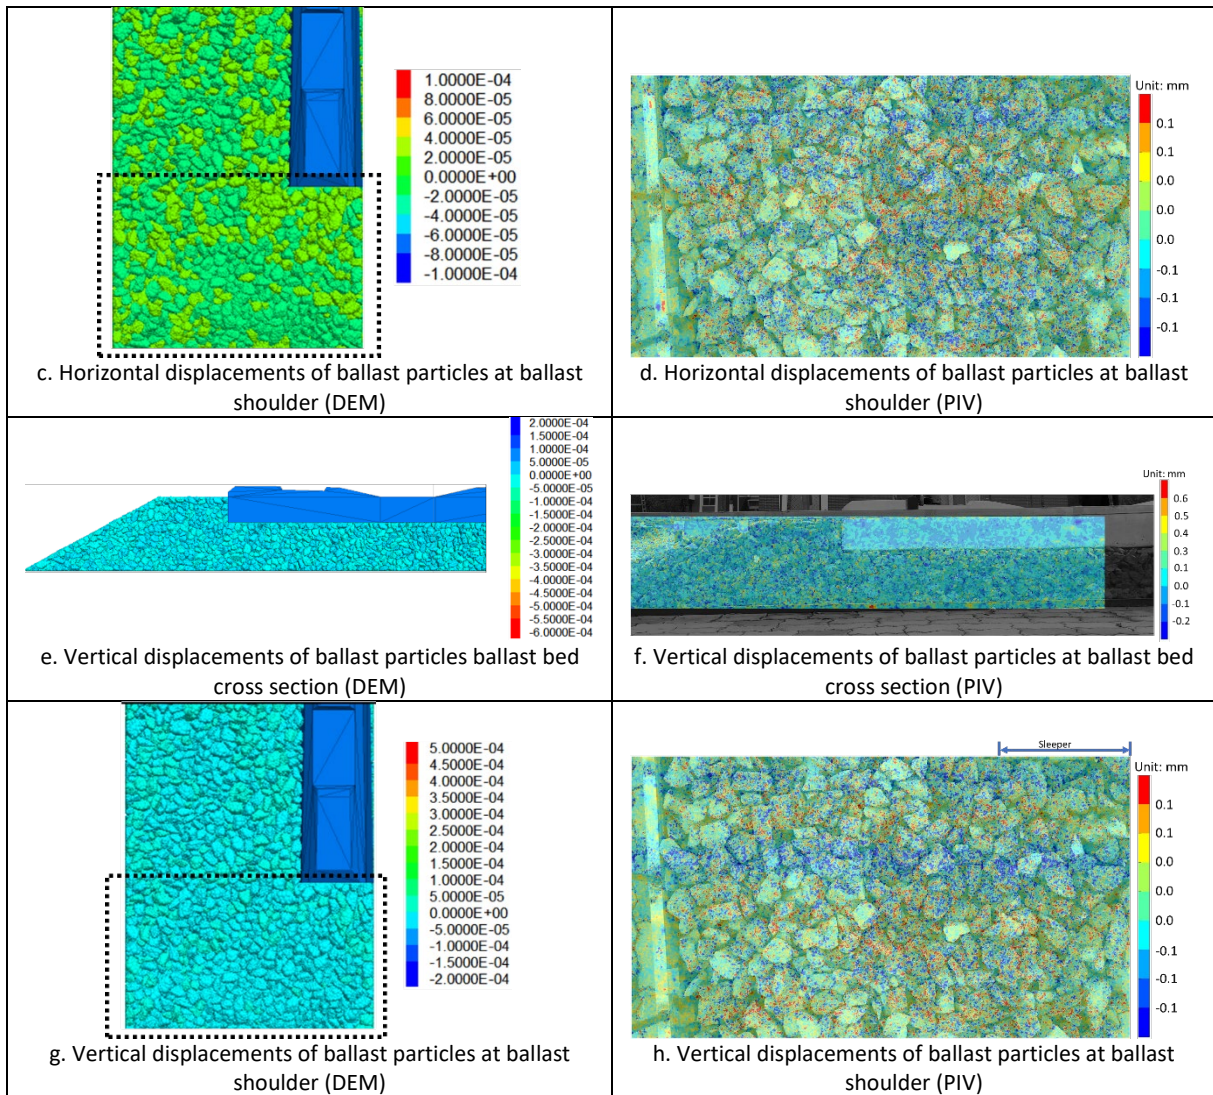 1.0000E-04
8.0000E-05
6.0000E-05
4.0000E-05
2.0000E-05
0.0000E+00
-2.0000E-05
-4.0000E-05
-6.0000E-05
-8.0000E-05
-1.0000E-04
c. Horizontal displacements of ballast particles at ballast
shoulder (DEM)
Unit: mm
0.1
0.1
0.0
0.0
0.0
-0.1
-0.1
-0.1
d. Horizontal displacements of ballast particles at ballast
shoulder (PIV)
2.0000E-04
1.5000E-04
1.0000E-04
5.0000E-05
0.0000E+00
-5.0000E-05
-1.0000E-04
-1.5000E-04
-2.0000E-04
-2.5000E-04
-3.0000E-04
-3.5000E-04
-4.0000E-04
-4.5000E-04
-5.0000E-04
-5.5000E-04
-6.0000E-04
e. Vertical displacements of ballast particles ballast bed
cross section (DEM)
Unit: mm
0.6
0.5
0.4
0.3
0.1
0.0
-0.1
-0.2
f. Vertical displacements of ballast particles at ballast bed
cross section (PIV)
5.0000E-04
4.5000E-04
4.0000E-04
3.5000E-04
3.0000E-04
2.5000E-04
2.0000E-04
1.5000E-04
1.0000E-04
5.0000E-05
0.0000E+00
-5.0000E-05
-1.0000E-04
-1.5000E-04
-2.0000E-04
g. Vertical displacements of ballast particles at ballast
shoulder (DEM)
Sleeper
Unit: mm
0.1
0.1
0.0
0.0
0.0
-0.1
-0.1
-0.1
h. Vertical displacements of ballast particles at ballast
shoulder (PIV)